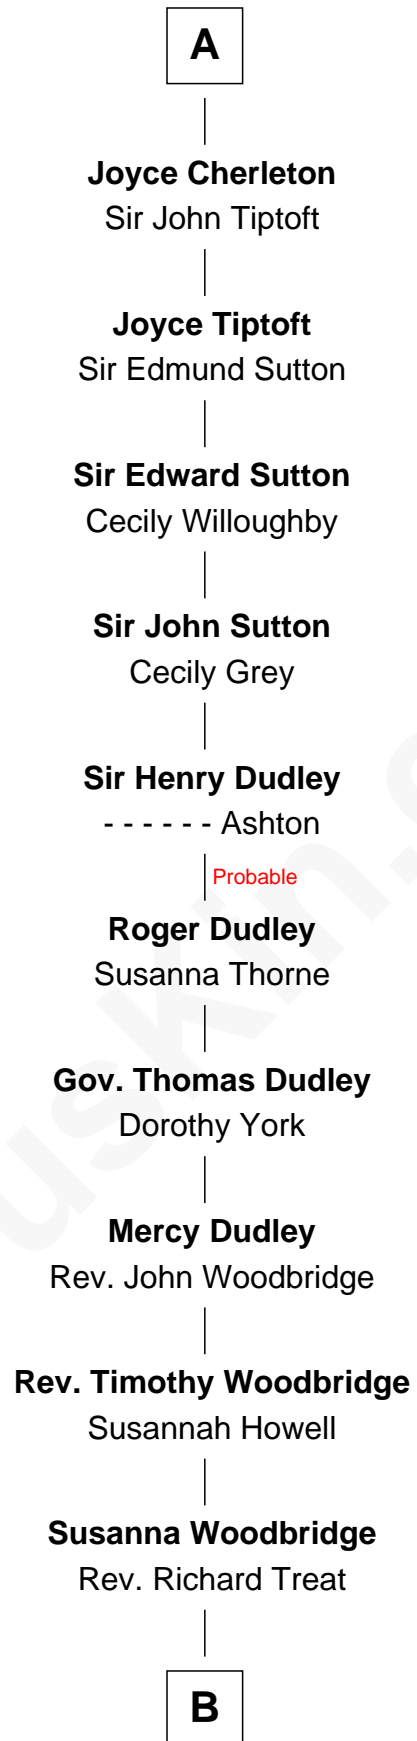 A
Joyce Cherleton
Sir John Tiptoft
Joyce Tiptoft
Sir Edmund Sutton
Sir Edward Sutton
Cecily Willoughby
Sir John Sutton
Cecily Grey
Sir Henry Dudley
- - - - - - Ashton
Probable
Roger Dudley
Susanna Thorne
Gov. Thomas Dudley
Dorothy York
Mercy Dudley
Rev. John Woodbridge
Rev. Timothy Woodbridge
Susannah Howell
Susanna Woodbridge
Rev. Richard Treat
B